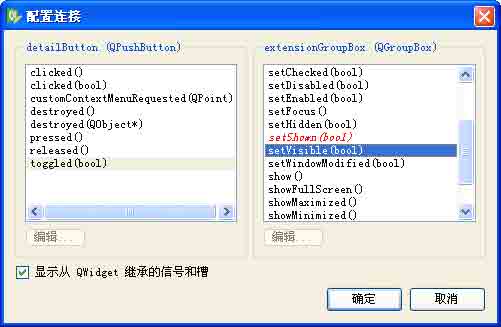 配置连接
detailButton (QPushButton)
clicked()
clicked(bool)
customContextMenuRequested(QPoint)
destroyed()
destroyed(QObject*)
pressed()
released()
toggled(bool)
编辑...
extensionGroupBox (QGroupBox)
setChecked(bool)
setDisabled(bool)
setEnabled(bool)
setFocus()
setHidden(bool)
setShown(bool)
setVisible(bool)
setWindowModified(bool)
show()
showFullScreen()
showMaximized()
showMinimized()
编辑...
显示从 QWidget 继承的信号和槽
确定
取消